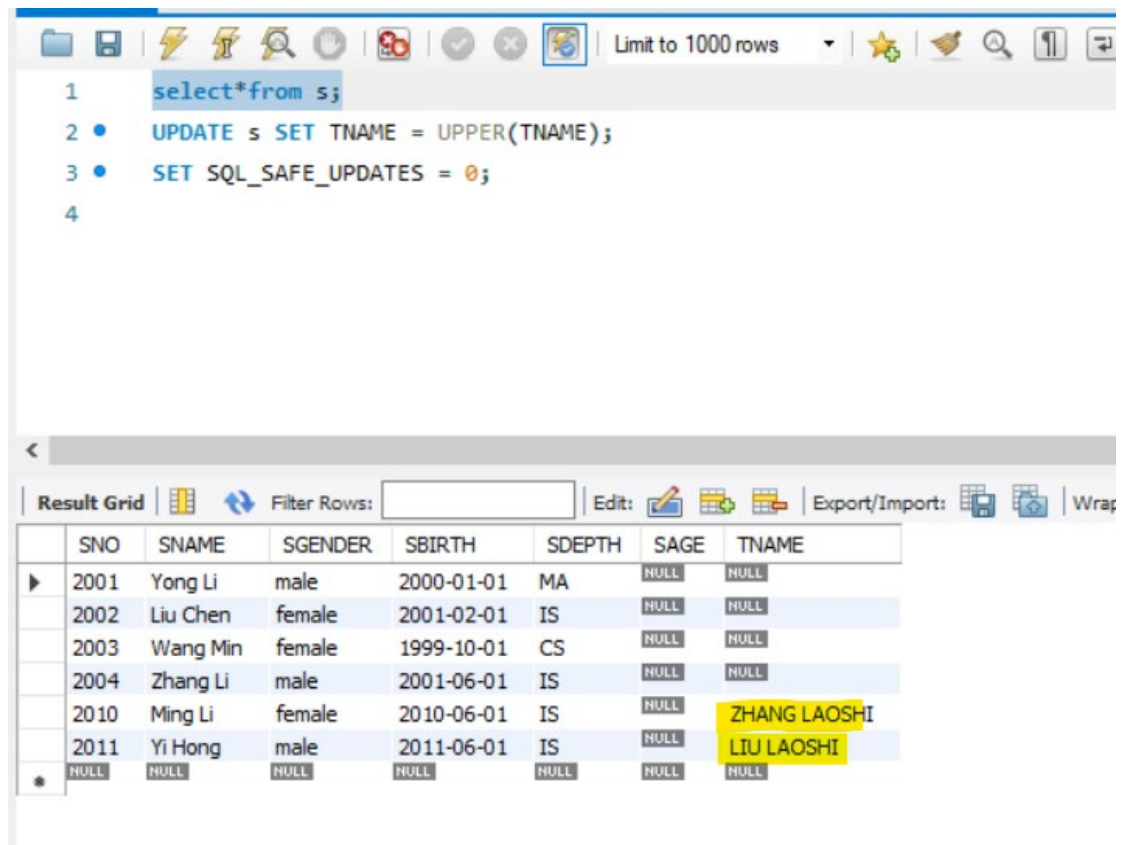 Limit to 1000 rows
1 select*from s;
2 UPDATE s SET TNAME = UPPER(TNAME);
3 SET SQL_SAFE_UPDATES = 0;
4
Result Grid Filter Rows: Edit: Export/Import: Wrap
SNO SNAME SGENDER SBIRTH SDEPTH SAGE TNAME
2001 Yong Li male 2000-01-01 MA NULL NULL
2002 Liu Chen female 2001-02-01 IS NULL NULL
2003 Wang Min female 1999-10-01 CS NULL NULL
2004 Zhang Li male 2001-06-01 IS NULL NULL
2010 Ming Li female 2010-06-01 IS NULL ZHANG LAOSHI
2011 Yi Hong male 2011-06-01 IS NULL LIU LAOSHI
NULL NULL NULL NULL NULL NULL NULL